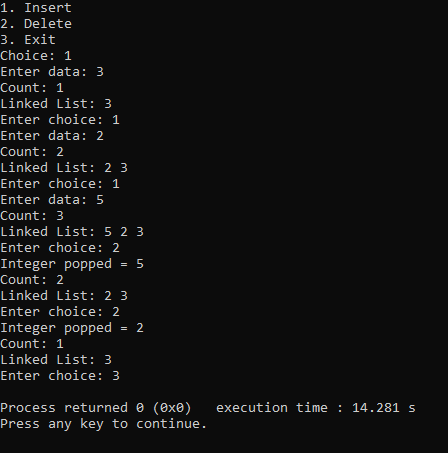 1. Insert
2. Delete
3. Exit
Choice: 1
Enter data: 3
Count: 1
Linked List: 3
Enter choice: 1
Enter data: 2
Count: 2
Linked List: 2 3
Enter choice: 1
Enter data: 5
Count: 3
Linked List: 5 2 3
Enter choice: 2
Integer popped = 5
Count: 2
Linked List: 2 3
Enter choice: 2
Integer popped = 2
Count: 1
Linked List: 3
Enter choice: 3

Process returned 0 (0x0)   execution time : 14.281 s
Press any key to continue.